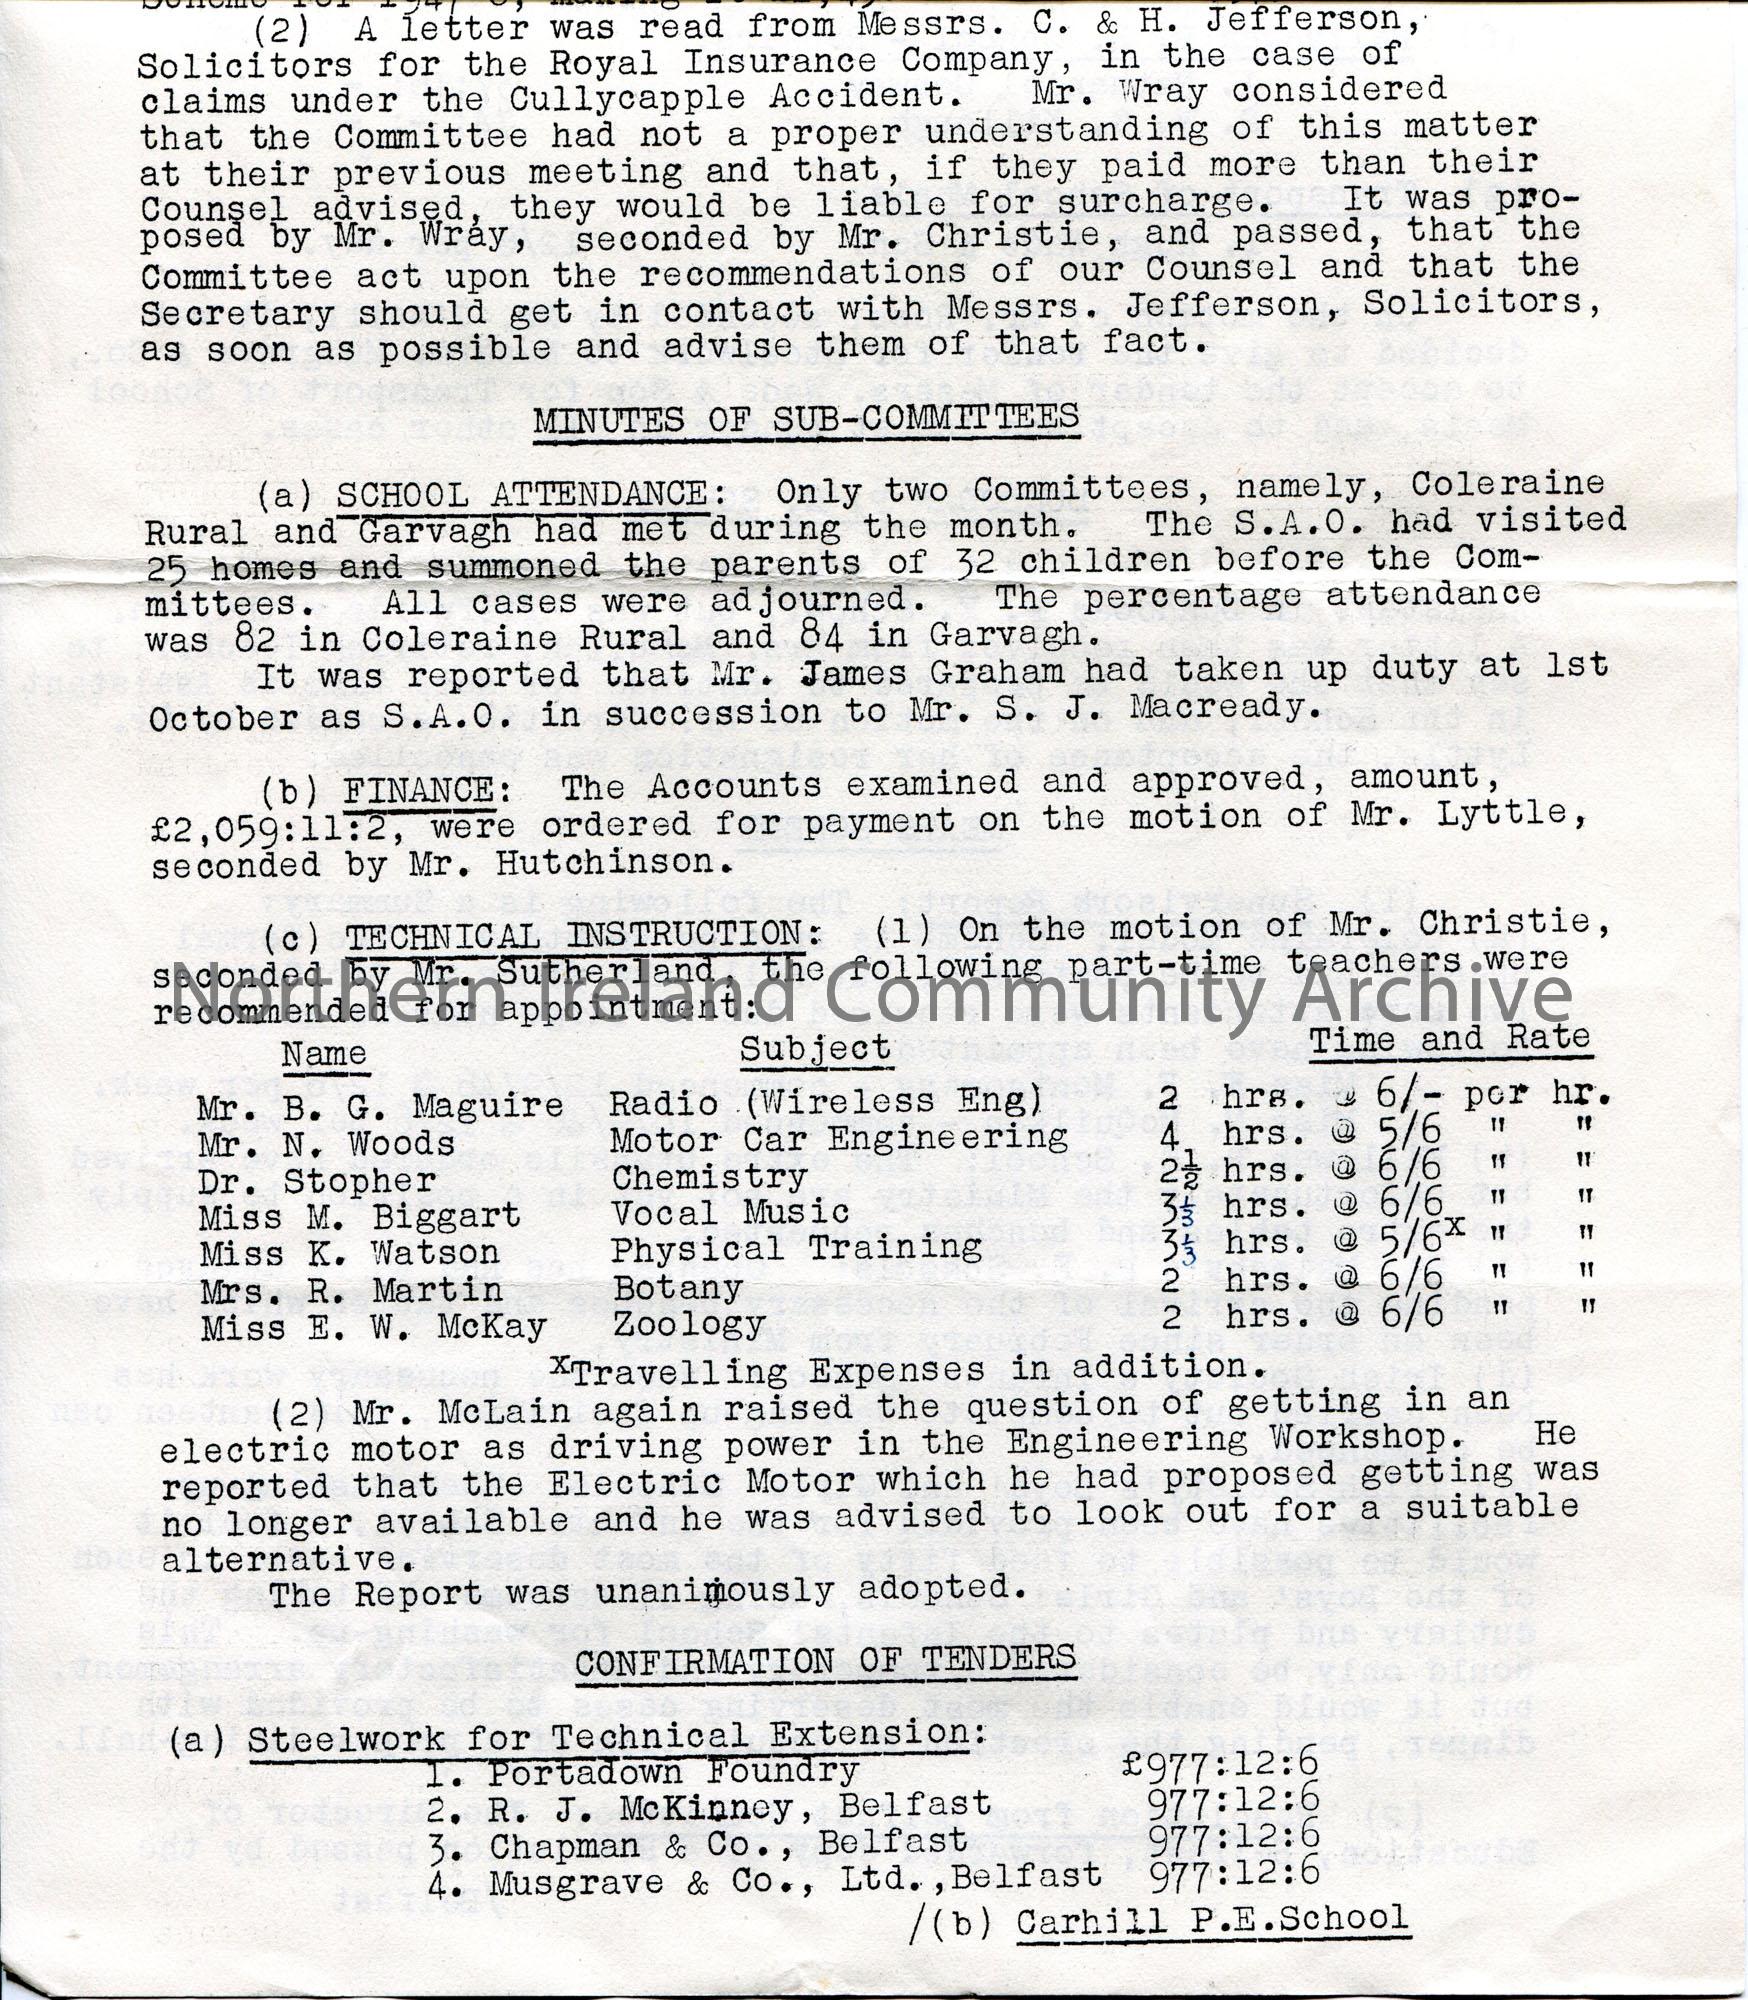 (2) A letter was read from Messrs. C. & H. Jefferson,
Solicitors for the Royal Insurance Company, in the case of
claims under the Cullycapple Accident. Mr. Wray considered
that the Committee had not a proper understanding of this matter
at their previous meeting and that, if they paid more than their
Counsel advised, they would be liable for surcharge. It was pro-
posed by Mr. Wray, seconded by Mr. Christie, and passed, that the
Committee act upon the recommendations of our Counsel and that the
Secretary should get in contact with Messrs. Jefferson, Solicitors,
as soon as possible and advise them of that fact.
MINUTES OF SUB-COMMITTEES
(a) SCHOOL ATTENDANCE: Only two Committees, namely, Coleraine
Rural and Garvagh had met during the month. The S.A.O. had visited
25 homes and summoned the parents of 32 children before the Com-
mittees. All cases were adjourned. The percentage attendance
was 82 in Coleraine Rural and 84 in Garvagh.
It was reported that Mr. James Graham had taken up duty at 1st
October as S.A.O. in succession to Mr. S. J. Macready.
(b) FINANCE: The Accounts examined and approved, amount,
£2,059:11:2, were ordered for payment on the motion of Mr. Lyttle,
seconded by Mr. Hutchinson.
(c) TECHNICAL INSTRUCTION: (1) On the motion of Mr. Christie,
seconded by Mr. Sutherland, the following part-time teachers were
Northern Ireland Community Archive
recommended for appointment:
Name Subject Time and Rate
Mr. B. G. Maguire Radio (Wireless Eng) 2 hrs. @ 6/- per hr.
Mr. N. Woods Motor Car Engineering 4 hrs. @ 5/6 " "
Dr. Stopher Chemistry 2½ hrs. @ 6/6 " "
Miss M. Biggart Vocal Music 3⅓ hrs. @ 6/6 " "
Miss K. Watson Physical Training 3⅓ hrs. @ 5/6x " "
Mrs. R. Martin Botany 2 hrs. @ 6/6 " "
Miss E. W. McKay Zoology 2 hrs. @ 6/6 " "
xTravelling Expenses in addition.
(2) Mr. McLain again raised the question of getting in an
electric motor as driving power in the Engineering Workshop. He
reported that the Electric Motor which he had proposed getting was
no longer available and he was advised to look out for a suitable
alternative.
The Report was unanimously adopted.
CONFIRMATION OF TENDERS
(a) Steelwork for Technical Extension:
1. Portadown Foundry £977:12:6
2. R. J. McKinney, Belfast 977:12:6
3. Chapman & Co., Belfast 977:12:6
4. Musgrave & Co., Ltd.,Belfast 977:12:6
/(b) Carhill P.E.School